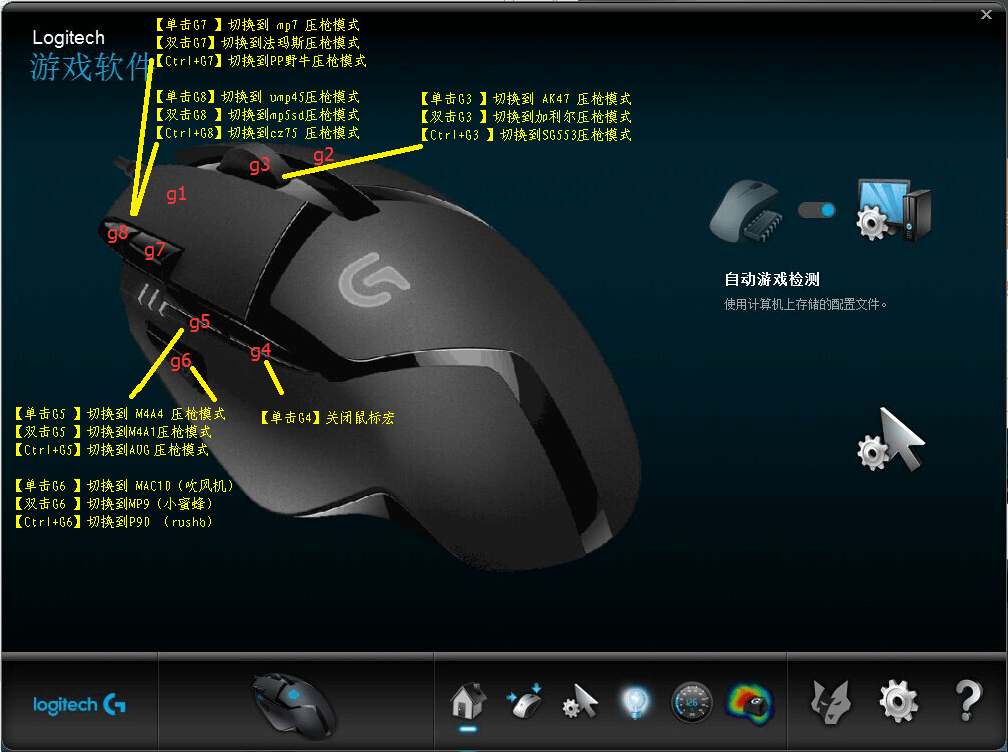 Logitech
游戏软件
【单击G7 】切换到 mp7 压枪模式
【双击G7】切换到法玛斯压枪模式
【Ctrl+G7】切换到PP野牛压枪模式
【单击G8】切换到 ump45压枪模式
【双击G8 】切换到mp5sd压枪模式
【Ctrl+G8】切换到cz75 压枪模式
【单击G3 】切换到 AK47 压枪模式
【双击G3 】切换到加利尔压枪模式
【Ctrl+G3 】切换到SG553压枪模式
g2
g3
g1
g8
g7
g5
g4
g6
自动游戏检测
使用计算机上存储的配置文件。
【单击G5 】切换到 M4A4 压枪模式
【双击G5 】切换到M4A1压枪模式
【Ctrl+G5】切换到AUG压枪模式
【单击G4】关闭鼠标宏
【单击G6 】切换到 MAC10（吹风机）
【双击G6 】切换到MP9（小蜜蜂）
【Ctrl+G6】切换到P90 （rushb）
logitech
126